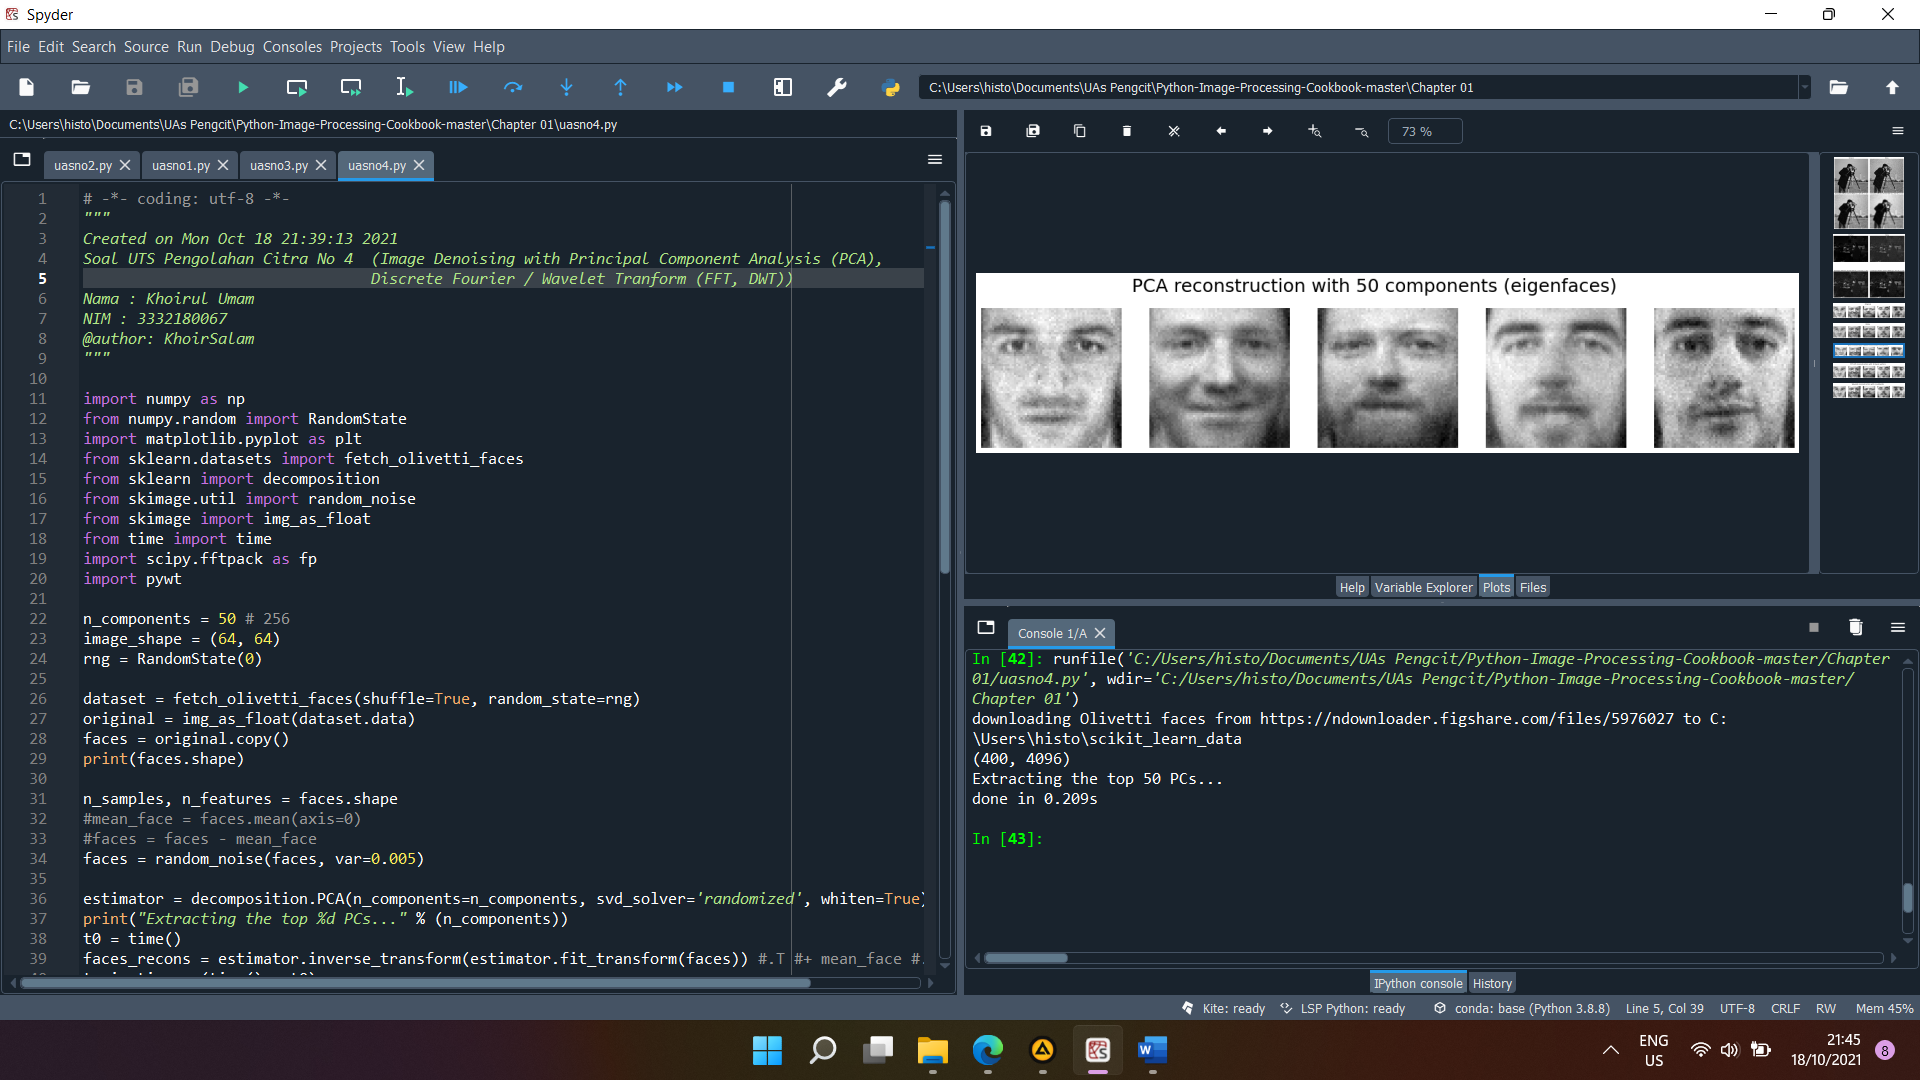 Spyder
File Edit Search Source Run Debug Consoles Projects Tools View Help
C:\Users\histo\Documents\UAs Pengcit\Python-Image-Processing-Cookbook-master\Chapter 01
C:\Users\histo\Documents\UAs Pengcit\Python-Image-Processing-Cookbook-master\Chapter 01\uasno4.py
uasno2.py uasno1.py uasno3.py uasno4.py
1 # -*- coding: utf-8 -*-
2 """
3 Created on Mon Oct 18 21:39:13 2021
4 Soal UTS Pengolahan Citra No 4 (Image Denoising with Principal Component Analysis (PCA),
5 Discrete Fourier / Wavelet Tranform (FFT, DWT))
6 Nama : Khoirul Umam
7 NIM : 3332180067
8 @author: KhoirSalam
9 """
10
11 import numpy as np
12 from numpy.random import RandomState
13 import matplotlib.pyplot as plt
14 from sklearn.datasets import fetch_olivetti_faces
15 from sklearn import decomposition
16 from skimage.util import random_noise
17 from skimage import img_as_float
18 from time import time
19 import scipy.fftpack as fp
20 import pywt
21
22 n_components = 50 # 256
23 image_shape = (64, 64)
24 rng = RandomState(0)
25
26 dataset = fetch_olivetti_faces(shuffle=True, random_state=rng)
27 original = img_as_float(dataset.data)
28 faces = original.copy()
29 print(faces.shape)
30
31 n_samples, n_features = faces.shape
32 #mean_face = faces.mean(axis=0)
33 #faces = faces - mean_face
34 faces = random_noise(faces, var=0.005)
35
36 estimator = decomposition.PCA(n_components=n_components, svd_solver='randomized', whiten=True)
37 print("Extracting the top %d PCs..." % (n_components))
38 t0 = time()
39 faces_recons = estimator.inverse_transform(estimator.fit_transform(faces)) #.T #+ mean_face #.
73 %
PCA reconstruction with 50 components (eigenfaces)
Help Variable Explorer Plots Files
Console 1/A
In [42]: runfile('C:/Users/histo/Documents/UAs Pengcit/Python-Image-Processing-Cookbook-master/Chapter
01/uasno4.py', wdir='C:/Users/histo/Documents/UAs Pengcit/Python-Image-Processing-Cookbook-master/
Chapter 01')
downloading Olivetti faces from https://ndownloader.figshare.com/files/5976027 to C:
\Users\histo\scikit_learn_data
(400, 4096)
Extracting the top 50 PCs...
done in 0.209s
In [43]:
IPython console History
Kite: ready LSP Python: ready conda: base (Python 3.8.8) Line 5, Col 39 UTF-8 CRLF RW Mem 45%
ENG
US
21:45
18/10/2021
8